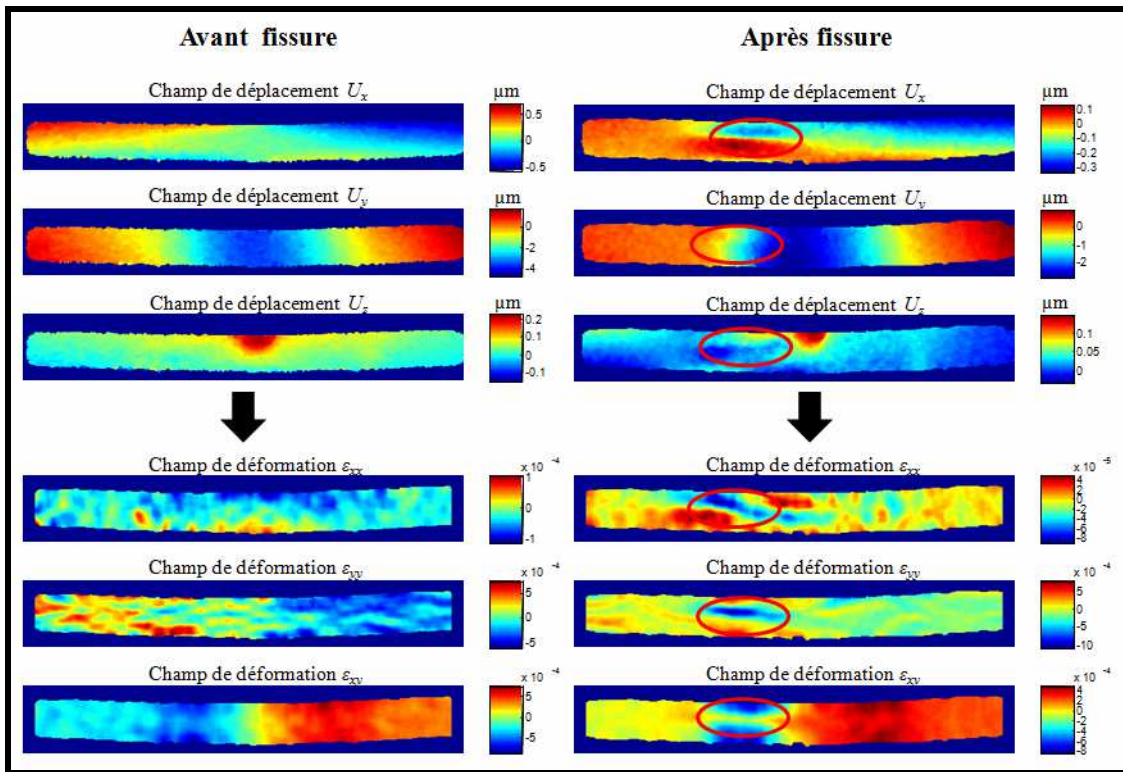 Avant fissure
Après fissure
Champ de déplacement Uₓ
µm
0.5
0
-0.5
Champ de déplacement Uₓ
µm
0.1
0
-0.1
-0.2
-0.3
Champ de déplacement Uy
µm
0
-2
-4
Champ de déplacement Uy
µm
0
-1
-2
Champ de déplacement Uz
µm
0.2
0.1
0
-0.1
Champ de déplacement Uz
µm
0.1
0.05
0
Champ de déformation εxx
x 10 ⁻⁴
1
0
-1
Champ de déformation εxx
x 10 ⁻⁵
4
2
0
-2
-4
-6
-8
Champ de déformation εyy
x 10 ⁻⁴
5
0
-5
Champ de déformation εyy
x 10 ⁻⁴
5
0
-5
-10
Champ de déformation εxy
x 10 ⁻⁴
5
0
-5
Champ de déformation εxy
x 10 ⁻⁴
4
2
0
-2
-4
-6
-8